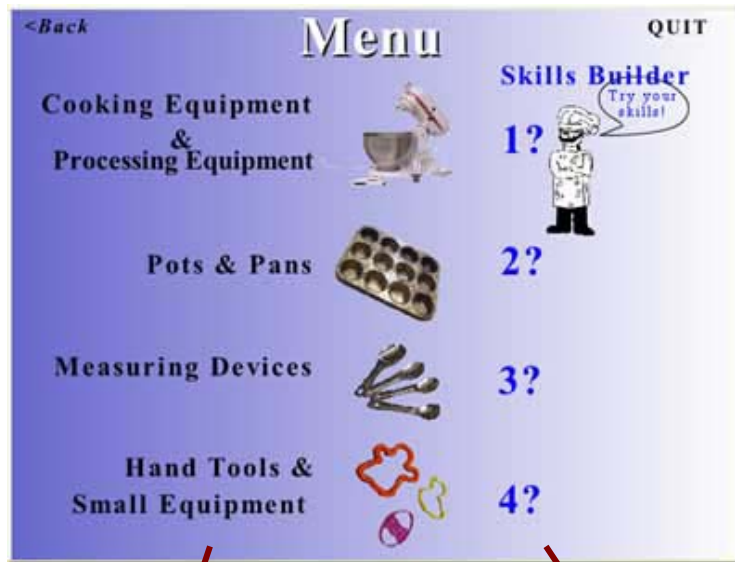 <Back
Menu
QUIT
Skills Builder
Try your
skills!
Cooking Equipment
&
Processing Equipment
1?
Pots & Pans
2?
Measuring Devices
3?
Hand Tools &
Small Equipment
4?